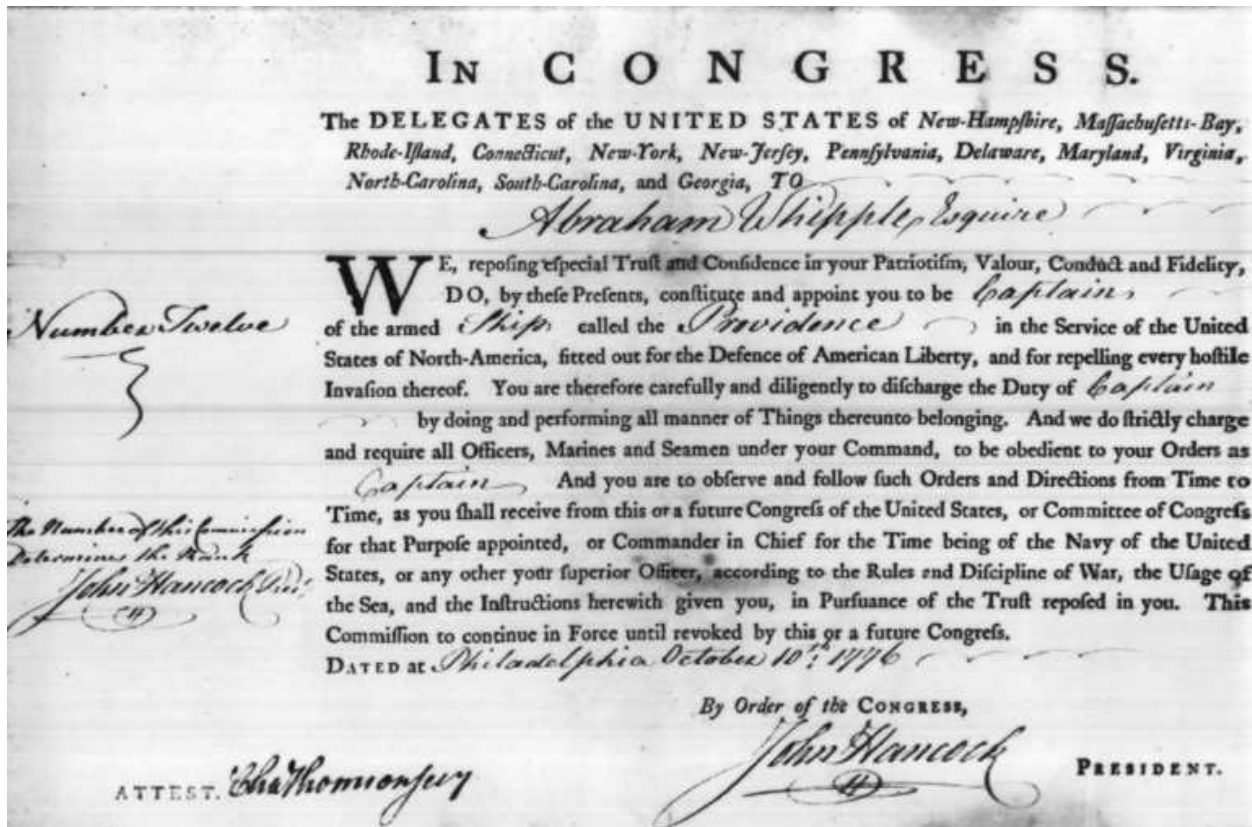 IN CONGRESS.
The DELEGATES of the UNITED STATES of New-Hampſhire, Maſſachuſetts-Bay,
Rhode-Iſland, Connecticut, New-York, New-Jerſey, Pennſylvania, Delaware, Maryland, Virginia,
North-Carolina, South-Carolina, and Georgia, TO
Abraham Whipple, Esquire
WE, repoſing eſpecial Truſt and Confidence in your Patriotiſm, Valour, Conduct and Fidelity,
DO, by theſe Preſents, conſtitute and appoint you to be Captain
of the armed Ship called the Providence in the Service of the United
States of North-America, fitted out for the Defence of American Liberty, and for repelling every hoſtile
Invaſion thereof. You are therefore carefully and diligently to diſcharge the Duty of Captain
by doing and performing all manner of Things thereunto belonging. And we do ſtrictly charge
and require all Officers, Marines and Seamen under your Command, to be obedient to your Orders as
Captain And you are to obſerve and follow ſuch Orders and Directions from Time to
Time, as you ſhall receive from this or a future Congreſs of the United States, or Committee of Congreſs
for that Purpoſe appointed, or Commander in Chief for the Time being of the Navy of the United
States, or any other your ſuperior Officer, according to the Rules and Diſcipline of War, the Uſage of
the Sea, and the Inſtructions herewith given you, in Purſuance of the Truſt repoſed in you. This
Commiſſion to continue in Force until revoked by this or a future Congreſs.
DATED at Philadelphia October 10th 1776
By Order of the CONGRESS,
John Hancock PRESIDENT.
ATTEST. Cha Thomson secy
Number Twelve
The Number of this Commission
Determines the Rank
John Hancock Presdt